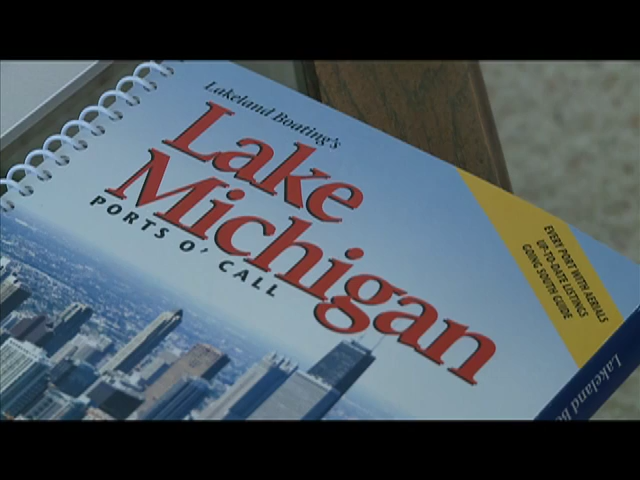 Lakeland Boating's
Lake
Michigan
PORTS O' CALL
EVERY PORT WITH AERIALS
UP-TO-DATE LISTINGS
GOING SOUTH GUIDE
Lakeland